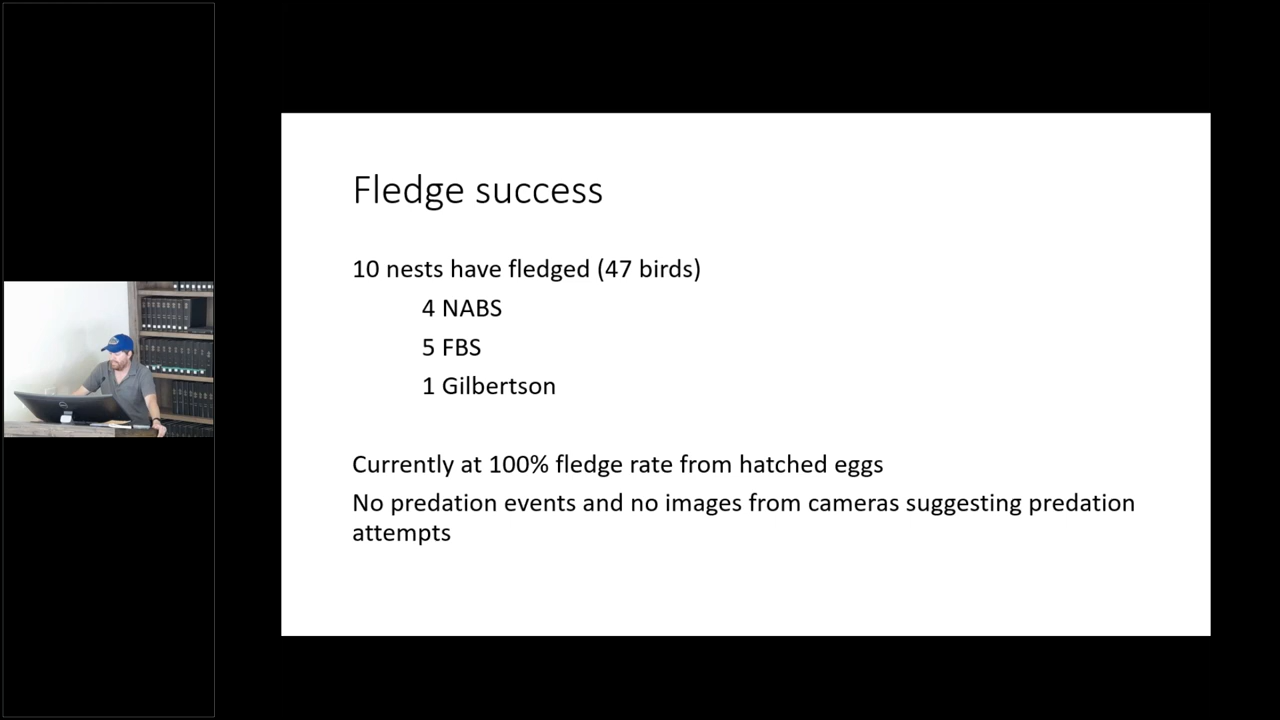 Fledge success
10 nests have fledged (47 birds)
4 NABS
5 FBS
1 Gilbertson
Currently at 100% fledge rate from hatched eggs
No predation events and no images from cameras suggesting predation
attempts